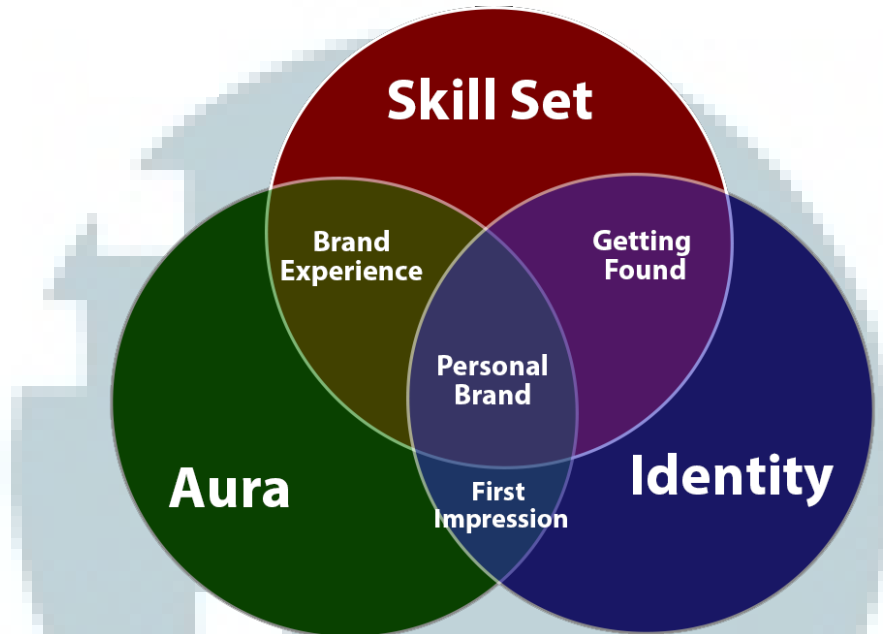 Skill Set
Brand
Experience
Getting
Found
Personal
Brand
Aura
Identity
First
Impression